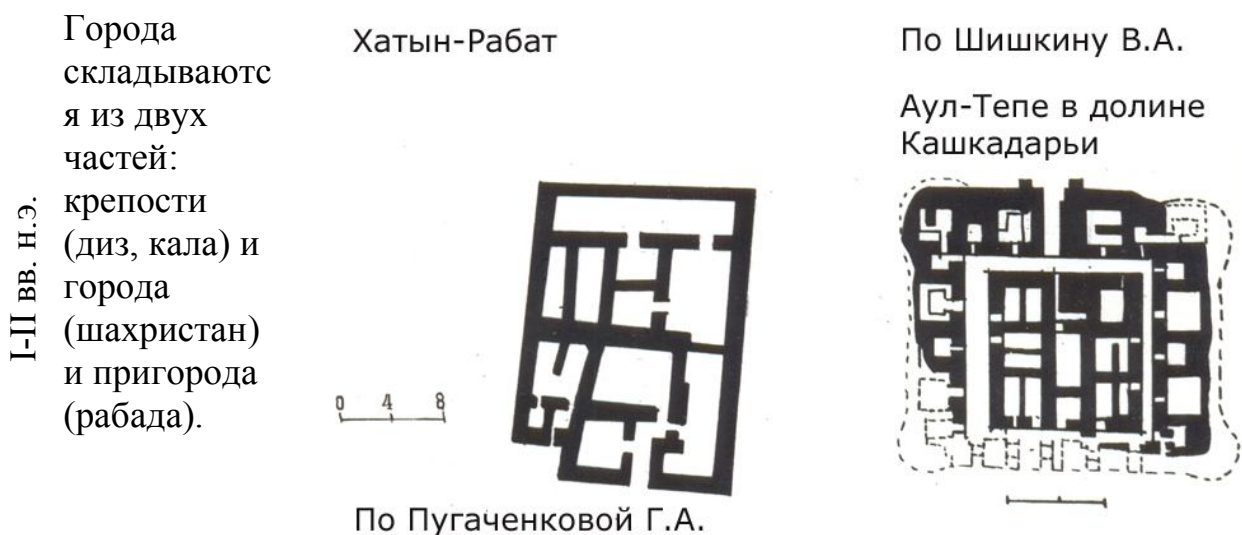 I-II вв. н.э.
Города
складываютс
я из двух
частей:
крепости
(диз, кала) и
города
(шахристан)
и пригорода
(рабада).
Хатын-Рабат
0 4 8
По Пугаченковой Г.А.
По Шишкину В.А.
Аул-Тепе в долине
Кашкадарьи